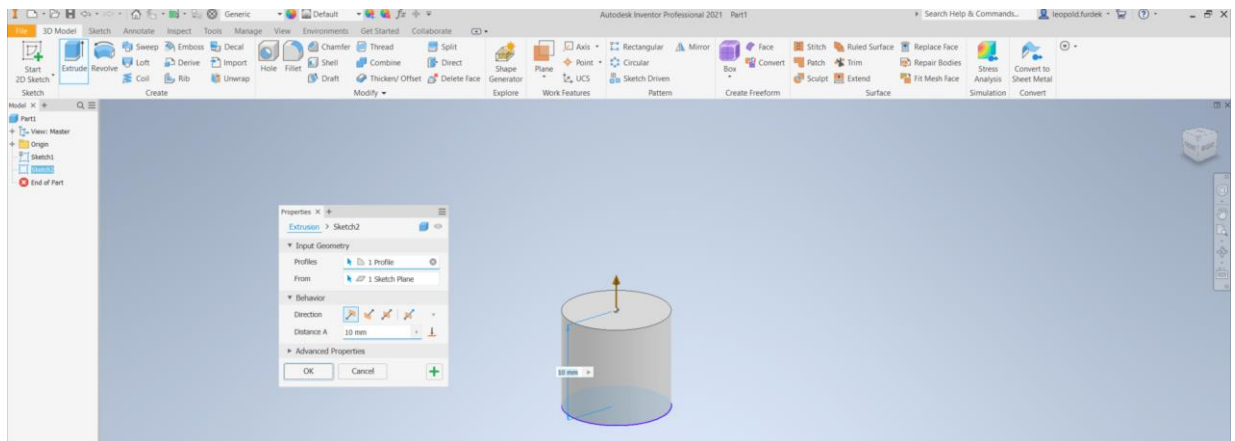 Generic Default fx Autodesk Inventor Professional 2021 Part1 Search Help & Commands... leopold.furdek
File 3D Model Sketch Annotate Inspect Tools Manage View Environments Get Started Collaborate
Sweep Emboss Decal Chamfer Thread Split Axis Rectangular Mirror Face Stitch Ruled Surface Replace Face
Loft Derive Import Shell Combine Direct Point Circular Convert Patch Trim Repair Bodies
Coil Rib Unwrap Draft Thicken/ Offset Delete Face UCS Sketch Driven Sculpt Extend Fit Mesh Face
Start 2D Sketch Extrude Revolve Hole Fillet Shape Generator Plane Box Stress Analysis Convert to Sheet Metal
Sketch Create Modify Explore Work Features Pattern Create Freeform Surface Simulation Convert
Model
Part1
View: Master
Origin
Sketch1
Sketch2
End of Part
Properties
Extrusion > Sketch2
Input Geometry
Profiles 1 Profile
From 1 Sketch Plane
Behavior
Direction
Distance A 10 mm
Advanced Properties
OK Cancel
10 mm